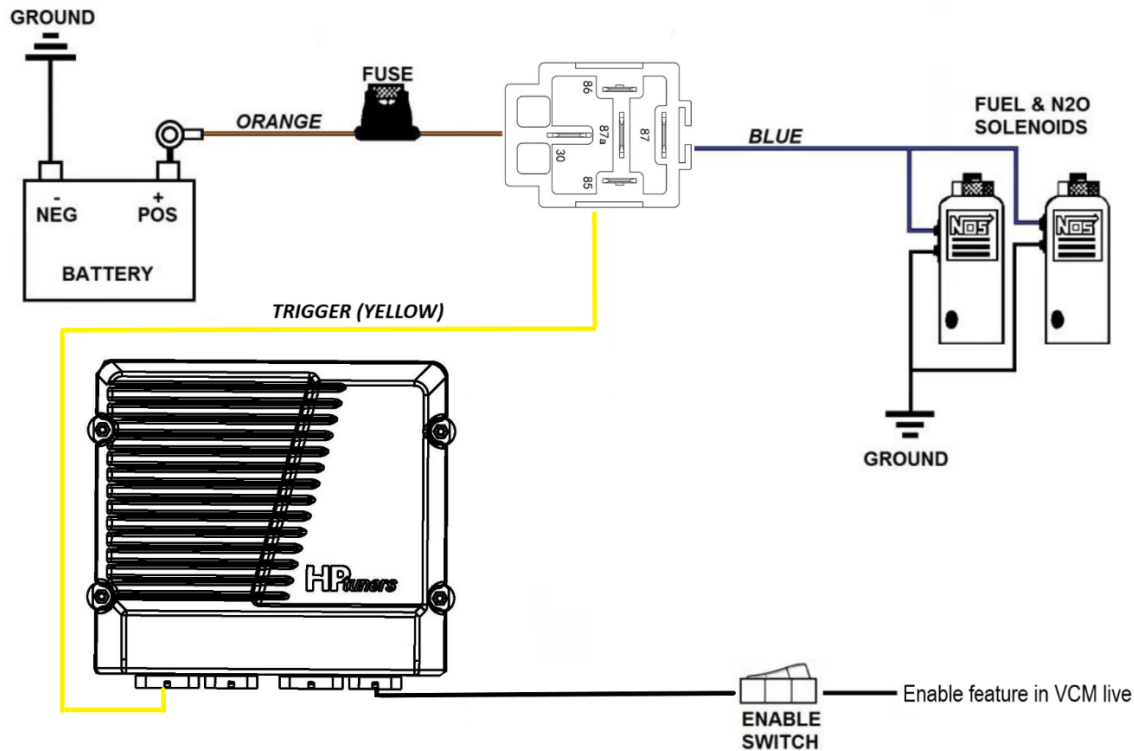 GROUND
FUSE
ORANGE
86
87a
87
30
85
BLUE
FUEL & N2O
SOLENOIDS
-
NEG
+
POS
BATTERY
NOS
NOS
TRIGGER (YELLOW)
GROUND
HPtuners
Enable feature in VCM live
ENABLE
SWITCH